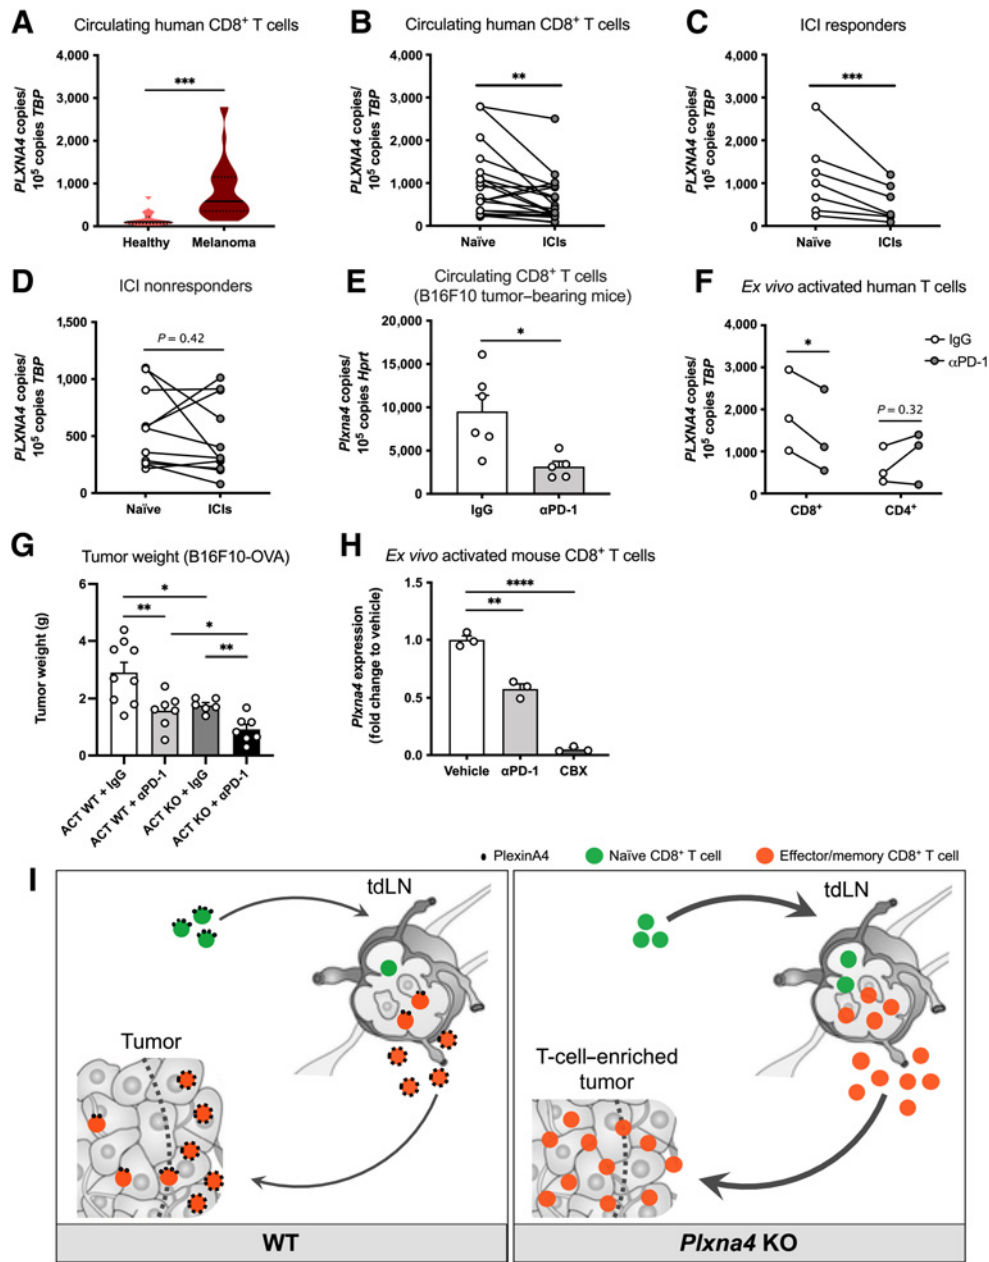 A
Circulating human CD8⁺ T cells
PLXNA4 copies/
10⁵ copies TBP
4,000
3,000
2,000
1,000
0
***
Healthy
Melanoma
B
Circulating human CD8⁺ T cells
PLXNA4 copies/
10⁵ copies TBP
4,000
3,000
2,000
1,000
0
**
Naïve
ICIs
C
ICI responders
PLXNA4 copies/
10⁵ copies TBP
4,000
3,000
2,000
1,000
0
***
Naïve
ICIs
D
ICI nonresponders
PLXNA4 copies/
10⁵ copies TBP
1,500
1,000
500
0
P = 0.42
Naïve
ICIs
E
Circulating CD8⁺ T cells
(B16F10 tumor–bearing mice)
Plxna4 copies/
10⁵ copies Hprt
20,000
15,000
10,000
5,000
0
*
IgG
αPD-1
F
Ex vivo activated human T cells
PLXNA4 copies/
10⁵ copies TBP
4,000
3,000
2,000
1,000
0
*
P = 0.32
IgG
αPD-1
CD8⁺
CD4⁺
G
Tumor weight (B16F10-OVA)
Tumor weight (g)
6
4
2
0
*
**
*
**
ACT WT + IgG
ACT WT + αPD-1
ACT KO + IgG
ACT KO + αPD-1
H
Ex vivo activated mouse CD8⁺ T cells
Plxna4 expression
(fold change to vehicle)
1.5
1.0
0.5
0.0
****
**
Vehicle
αPD-1
CBX
PlexinA4
Naïve CD8⁺ T cell
Effector/memory CD8⁺ T cell
I
tdLN
Tumor
WT
tdLN
T-cell–enriched
tumor
Plxna4 KO